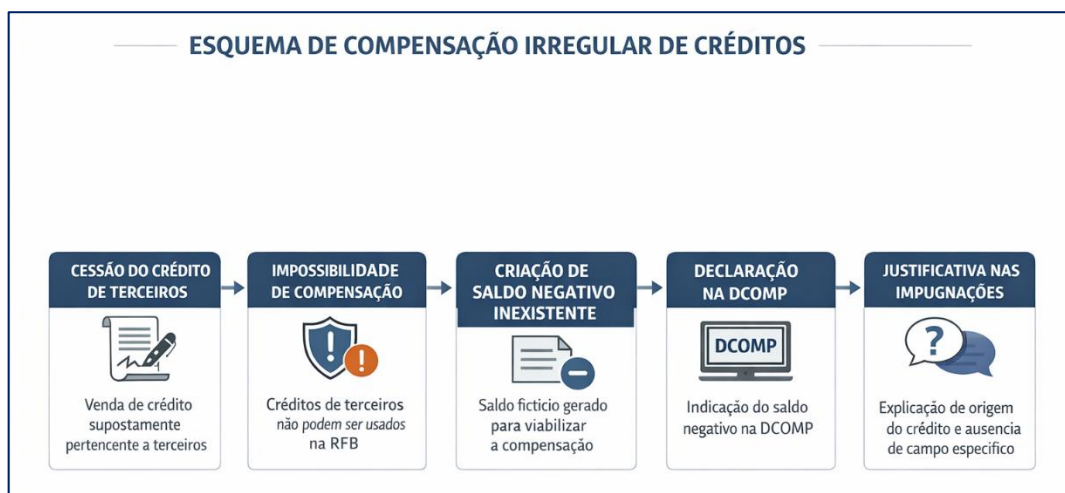 ESQUEMA DE COMPENSAÇÃO IRREGULAR DE CRÉDITOS
CESSÃO DO CRÉDITO
DE TERCEIROS
Venda de crédito
supostamente
pertencente a terceiros
IMPOSSIBILIDADE
DE COMPENSAÇÃO
Créditos de terceiros
não podem ser usados
na RFB
CRIAÇÃO DE
SALDO NEGATIVO
INEXISTENTE
Saldo ficticio gerado
para viabilizar
a compensação
DECLARAÇÃO
NA DCOMP
DCOMP
Indicação do saldo
negativo na DCOMP
JUSTIFICATIVA NAS
IMPUGNAÇÕES
?
Explicação de origem
do crédito e ausencia
de campo especifico